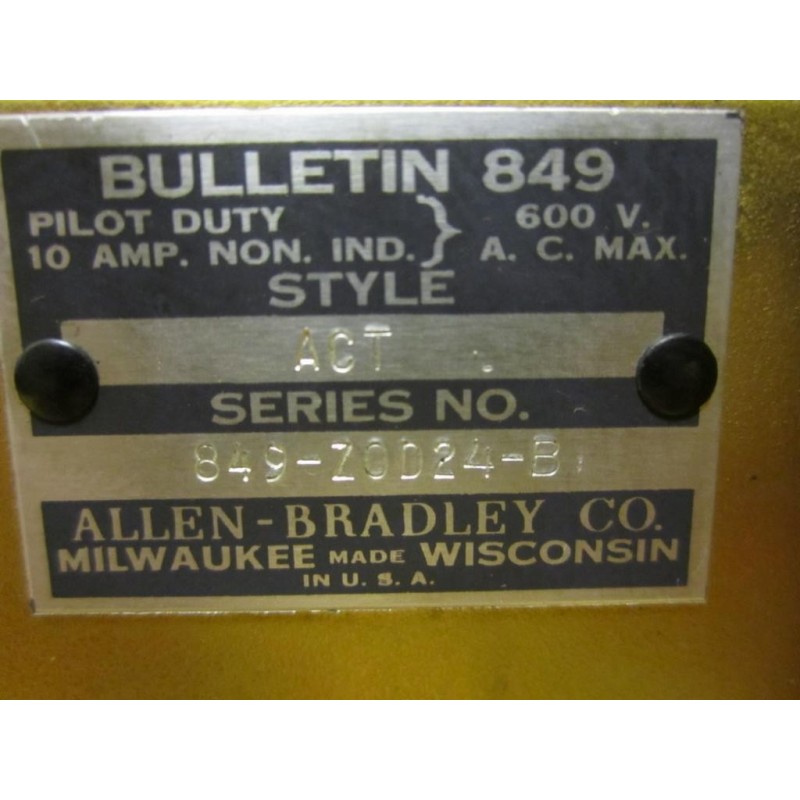 BULLETIN 849
PILOT DUTY
10 AMP. NON. IND. } 600 V. A. C. MAX.
STYLE
ACT
SERIES NO.
849-ZOD24-B
ALLEN-BRADLEY CO.
MILWAUKEE MADE WISCONSIN
IN U. S. A.